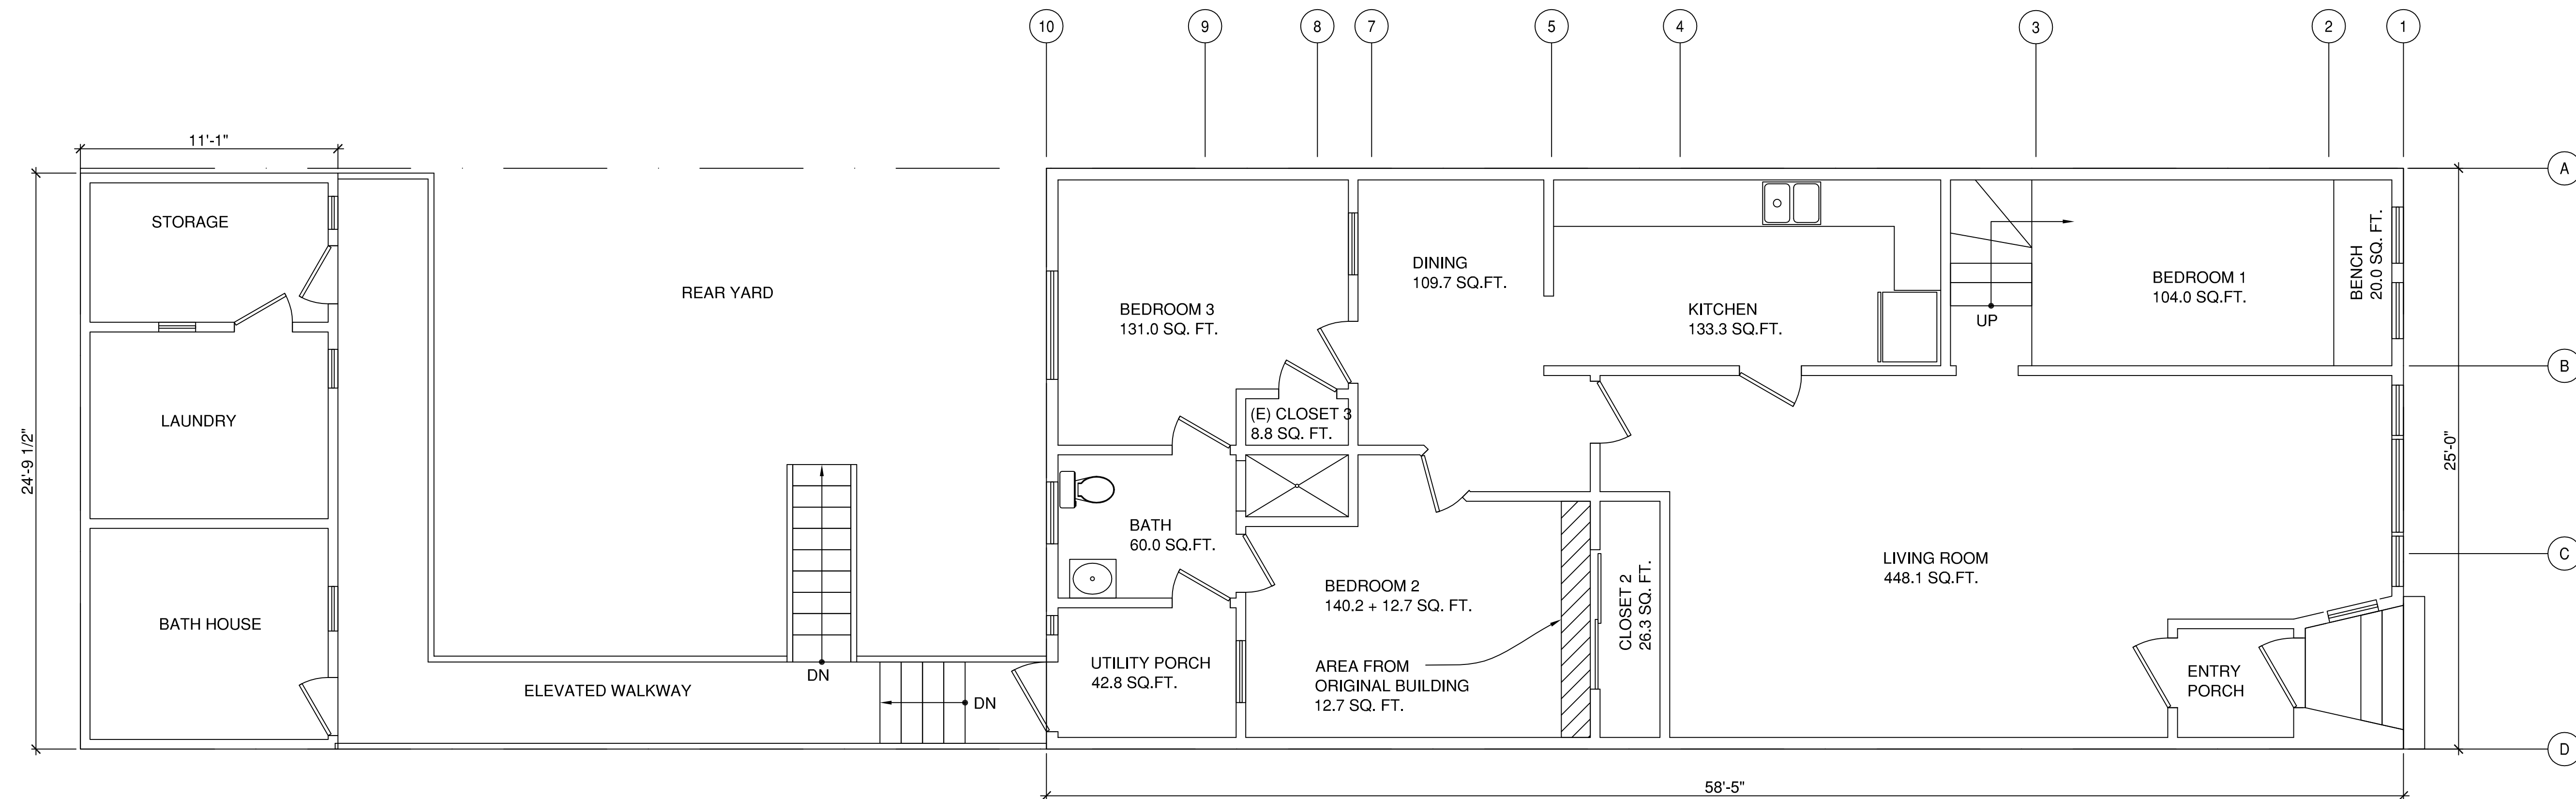 10
9
8
7
5
4
3
2
1
11'-1"
A
STORAGE
REAR YARD
DINING
109.7 SQ.FT.
BENCH
20.0 SQ. FT.
BEDROOM 1
104.0 SQ.FT.
BEDROOM 3
131.0 SQ. FT.
KITCHEN
133.3 SQ.FT.
UP
B
LAUNDRY
(E) CLOSET 3
8.8 SQ. FT.
24'-9 1/2"
25'-0"
BATH
60.0 SQ.FT.
C
LIVING ROOM
448.1 SQ.FT.
BEDROOM 2
140.2 + 12.7 SQ. FT.
CLOSET 2
26.3 SQ. FT.
BATH HOUSE
UTILITY PORCH
42.8 SQ.FT.
AREA FROM
ORIGINAL BUILDING
12.7 SQ. FT.
ENTRY
PORCH
DN
ELEVATED WALKWAY
DN
D
58'-5"